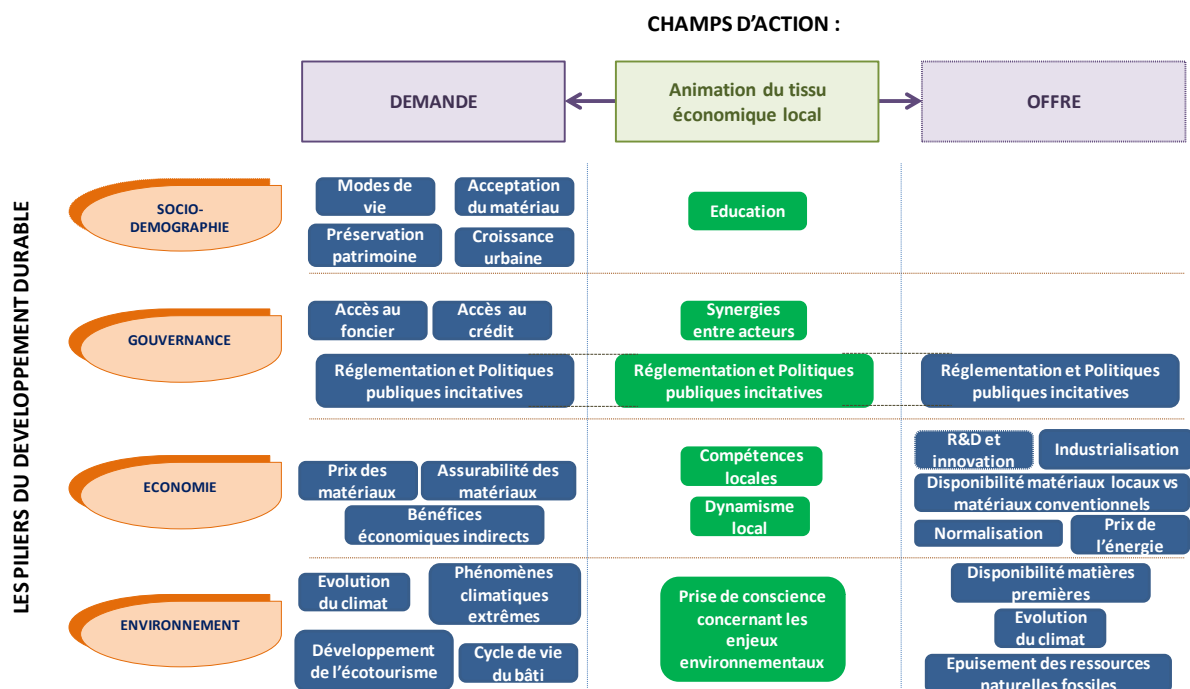 CHAMPS D'ACTION :
DEMANDE
Animation du tissu
économique local
OFFRE
LES PILIERS DU DEVELOPPEMENT DURABLE
SOCIO-
DEMOGRAPHIE
Modes de
vie
Acceptation
du matériau
Préservation
patrimoine
Croissance
urbaine
Education
GOUVERNANCE
Accès au
foncier
Accès au
crédit
Synergies
entre acteurs
Réglementation et Politiques
publiques incitatives
Réglementation et Politiques
publiques incitatives
Réglementation et Politiques
publiques incitatives
ECONOMIE
Prix des
matériaux
Assurabilité des
matériaux
Bénéfices
économiques indirects
Compétences
locales
Dynamisme
local
R&D et
innovation
Industrialisation
Disponibilité matériaux locaux vs
matériaux conventionnels
Normalisation
Prix de
l'énergie
ENVIRONNEMENT
Evolution
du climat
Phénomènes
climatiques
extrêmes
Développement
de l'écotourisme
Cycle de vie
du bâti
Prise de conscience
concernant les
enjeux
environnementaux
Disponibilité matières
premières
Evolution
du climat
Epuisement des ressources
naturelles fossiles